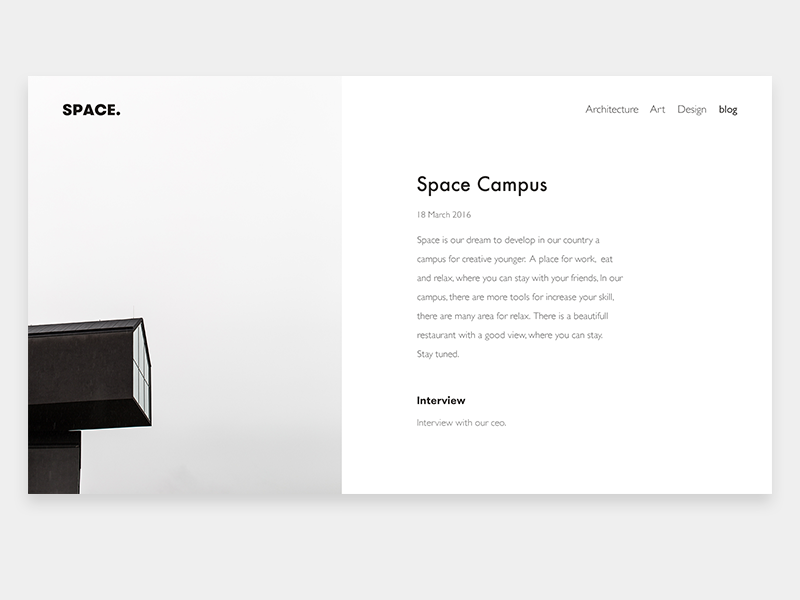 SPACE.
Architecture Art Design blog
Space Campus
18 March 2016
Space is our dream to develop in our country a
campus for creative younger. A place for work, eat
and relax, where you can stay with your friends, In our
campus, there are more tools for increase your skill,
there are many area for relax. There is a beautifull
restaurant with a good view, where you can stay.
Stay tuned.
Interview
Interview with our ceo.